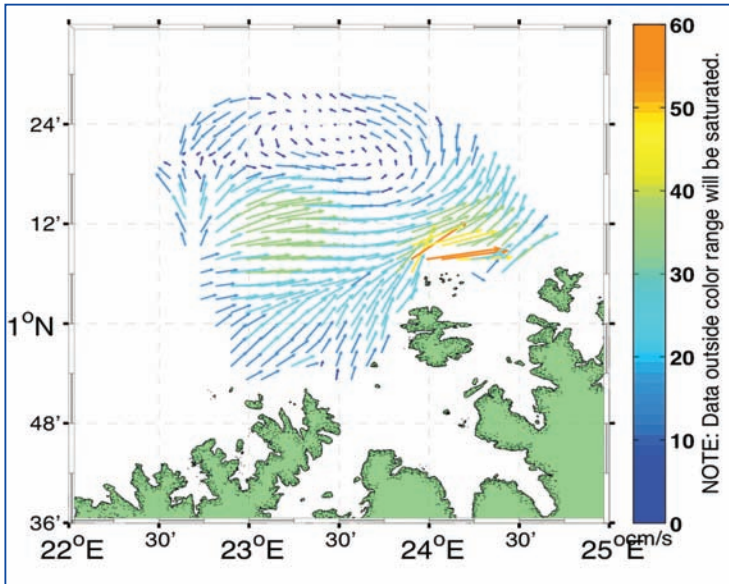 24'
12'
1°N
48'
36'
22°E
30'
23°E
30'
24°E
30'
25°E
60
50
40
30
20
10
0
ocm/s
NOTE: Data outside color range will be saturated.